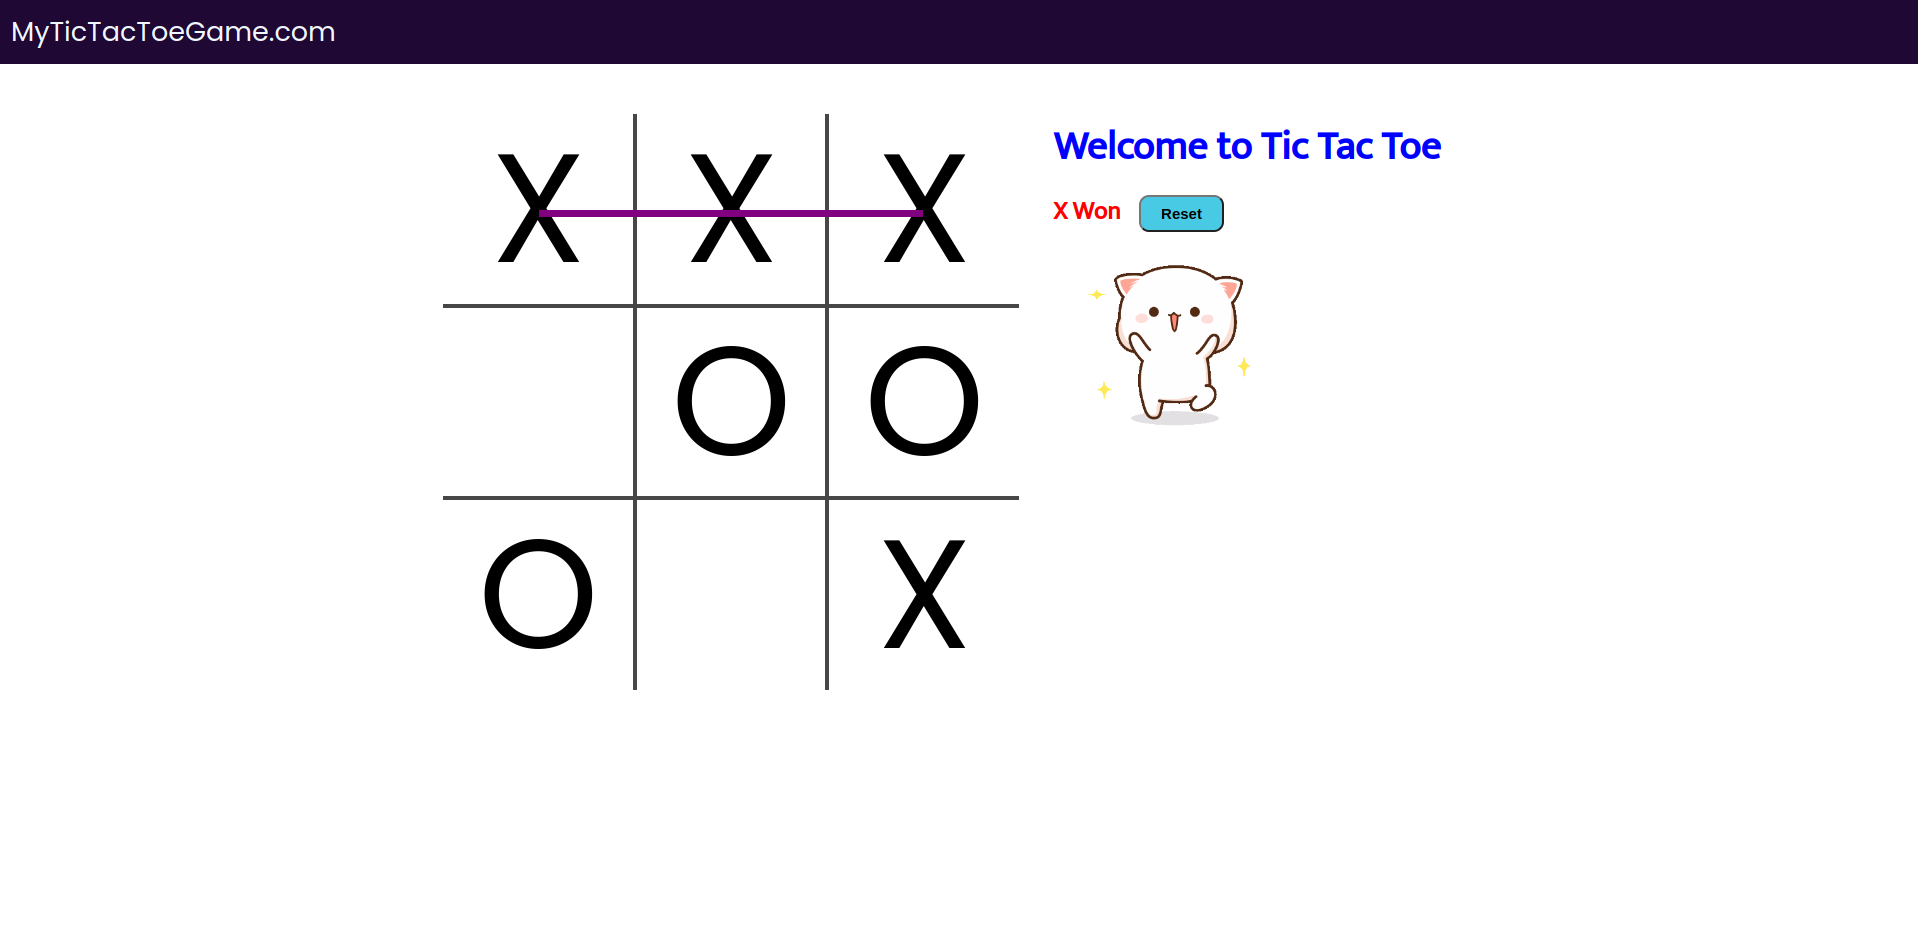 MyTicTacToeGame.com
Welcome to Tic Tac Toe
X Won
Reset
X X X
O O
O X